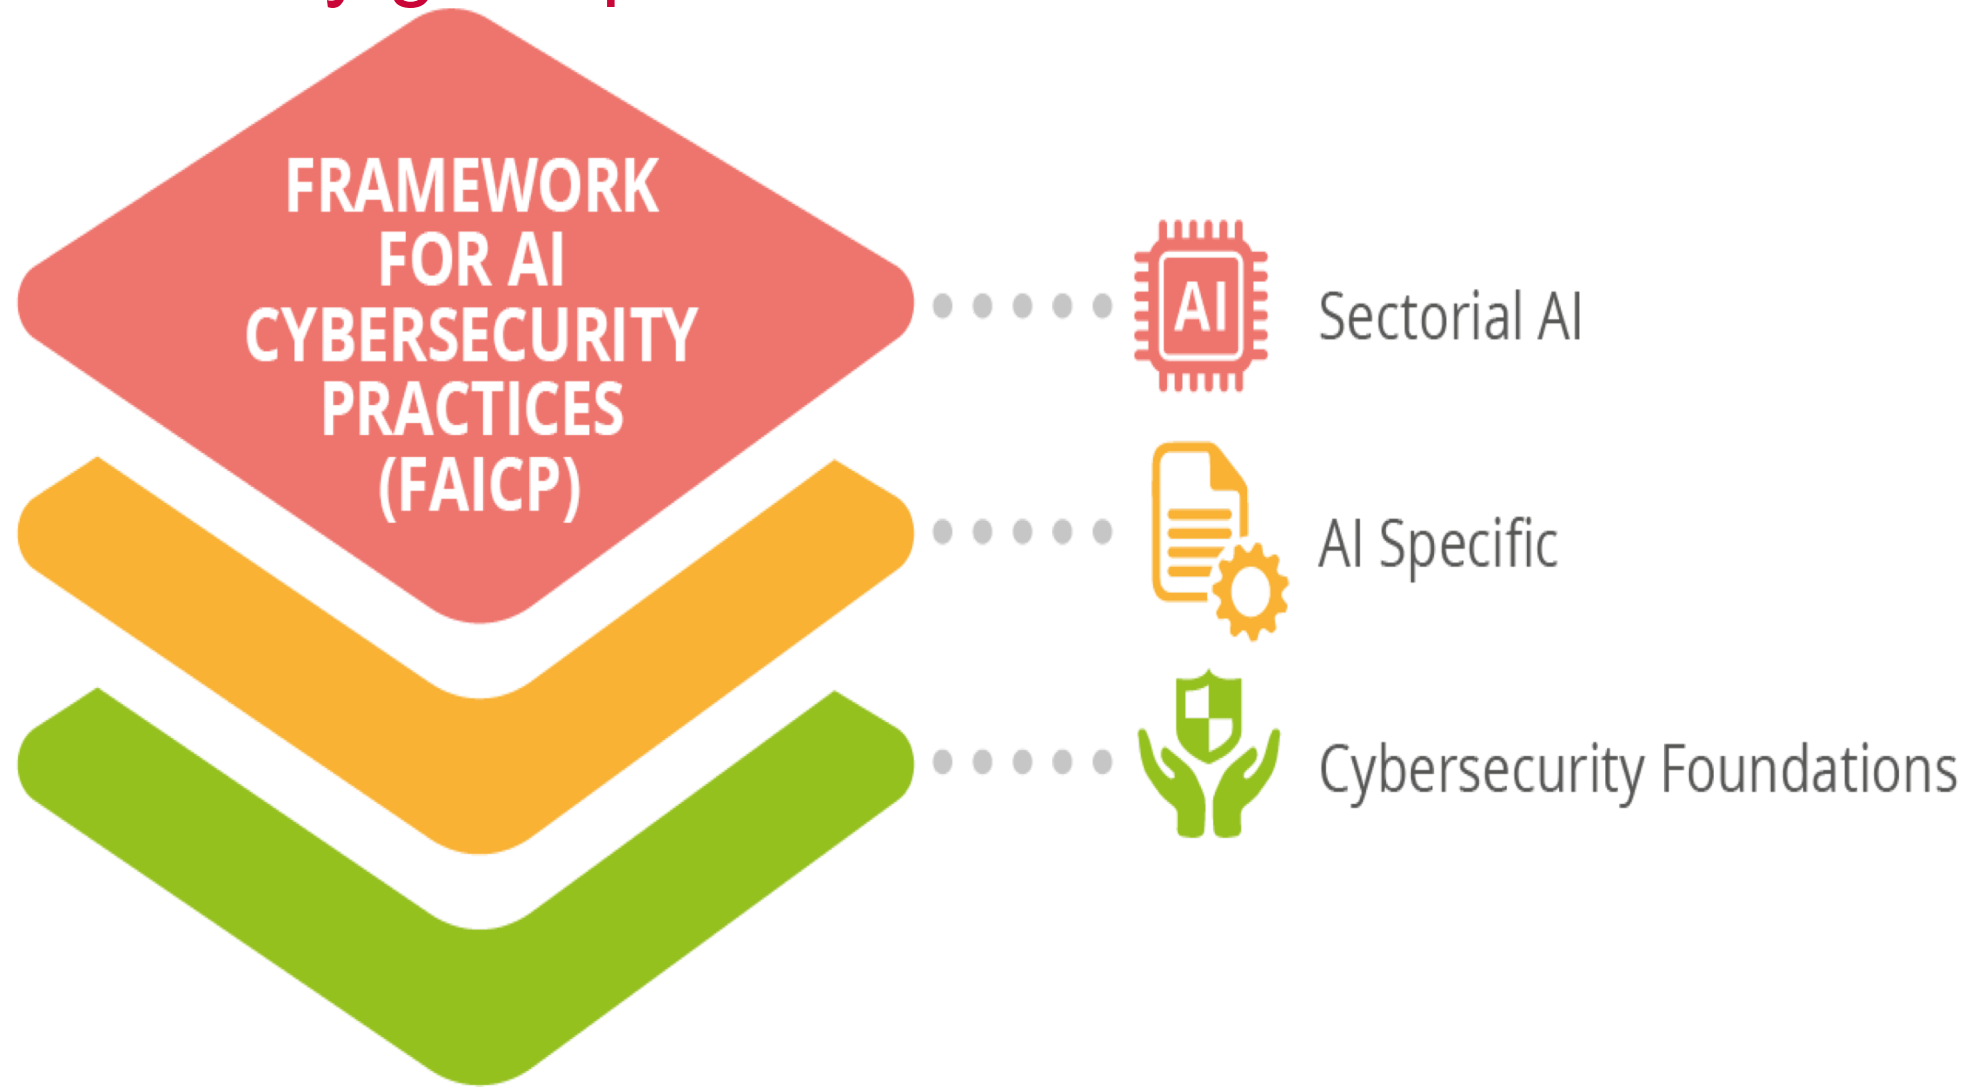 FRAMEWORK
FOR AI
CYBERSECURITY
PRACTICES
(FAICP)
AI
Sectorial AI
AI Specific
Cybersecurity Foundations